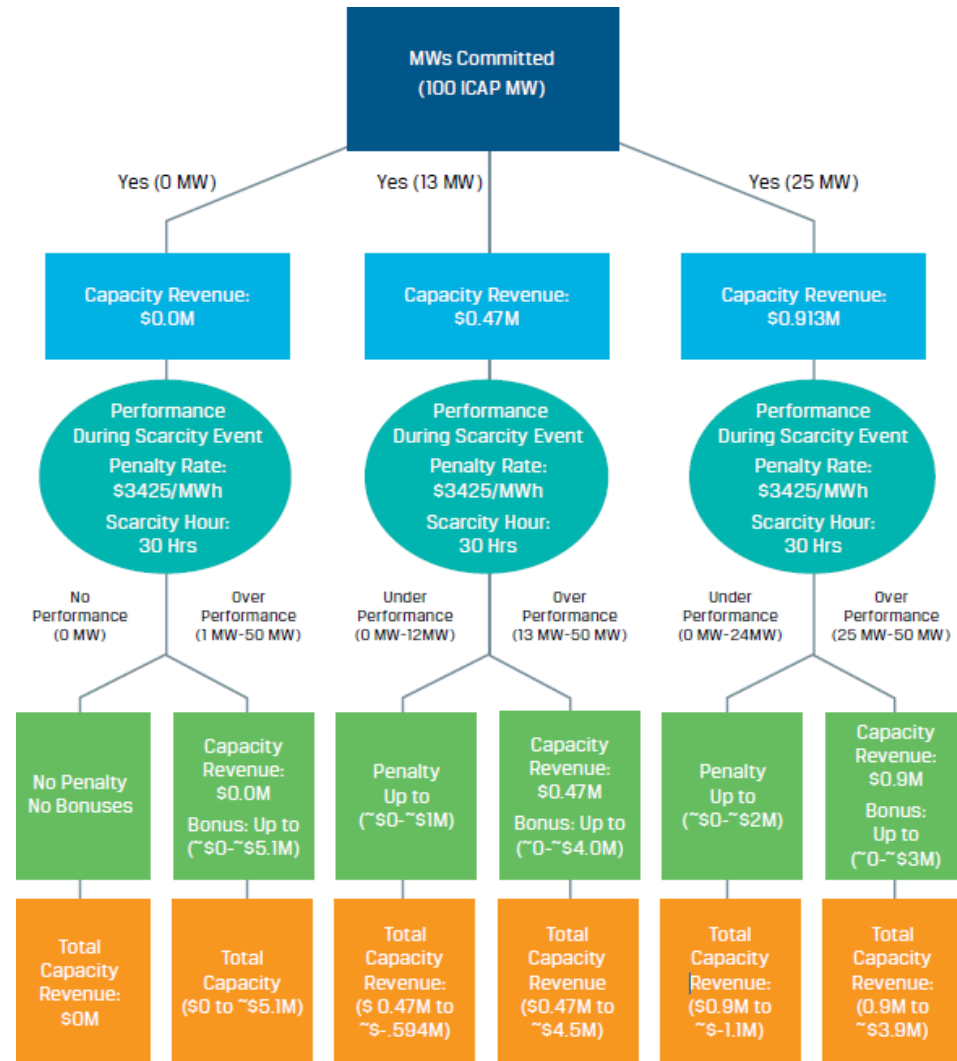 MWs Committed
(100 ICAP MW)
Yes (0 MW)
Yes (13 MW)
Yes (25 MW)
Capacity Revenue:
$0.0M
Capacity Revenue:
$0.47M
Capacity Revenue:
$0.913M
Performance
During Scarcity Event
Penalty Rate:
$3425/MWh
Scarcity Hour:
30 Hrs
Performance
During Scarcity Event
Penalty Rate:
$3425/MWh
Scarcity Hour:
30 Hrs
Performance
During Scarcity Event
Penalty Rate:
$3425/MWh
Scarcity Hour:
30 Hrs
No
Performance
(0 MW)
Over
Performance
(1 MW-50 MW)
Under
Performance
(0 MW-12MW)
Over
Performance
(13 MW-50 MW)
Under
Performance
(0 MW-24MW)
Over
Performance
(25 MW-50 MW)
No Penalty
No Bonuses
Capacity
Revenue:
$0.0M
Bonus: Up to
(~$0-~$5.1M)
Penalty
Up to
(~$0-~$1M)
Capacity
Revenue:
$0.47M
Bonus: Up to
(~0-~$4.0M)
Penalty
Up to
(~$0-~$2M)
Capacity
Revenue:
$0.9M
Bonus:
Up to
(~0-~$3M)
Total
Capacity
Revenue:
$0M
Total
Capacity
($0 to ~$5.1M)
Total
Capacity
Revenue:
($ 0.47M to
~$-.594M)
Total
Capacity
Revenue
($0.47M to
~$4.5M)
Total
Capacity
Revenue:
($0.9M to
~$-1.1M)
Total
Capacity
Revenue:
(0.9M to
~$3.9M)